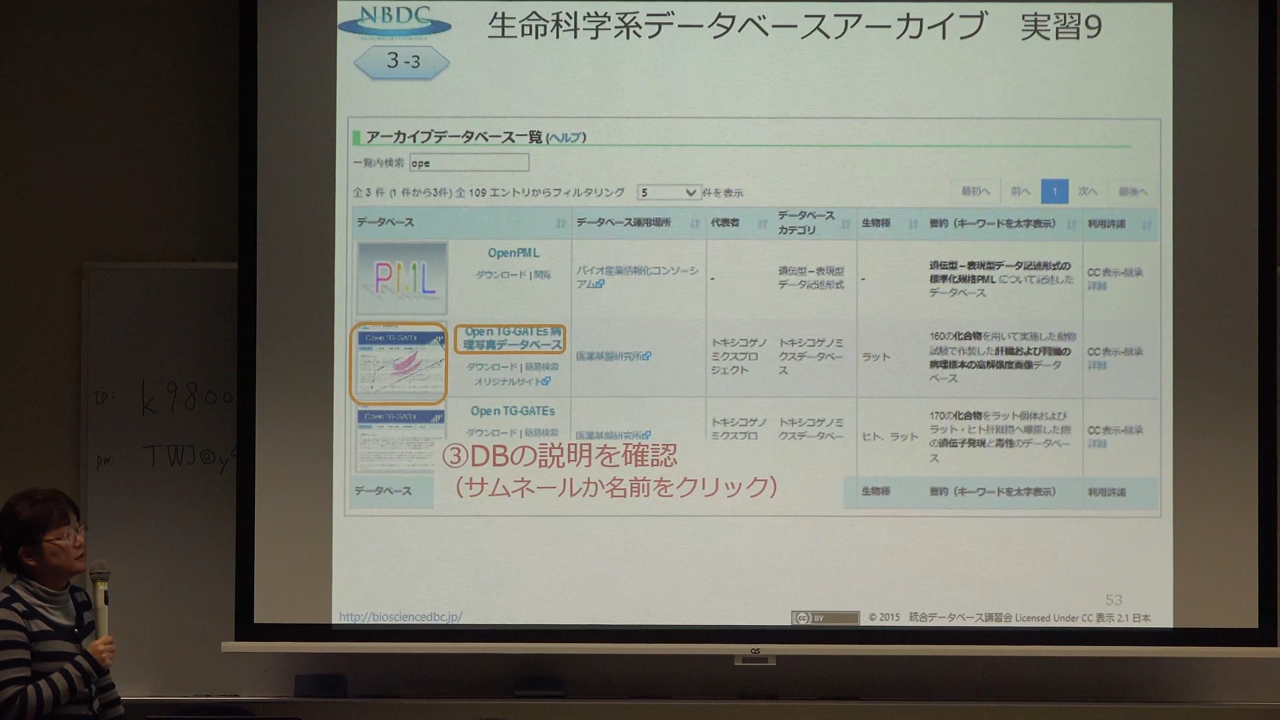 NBDC
生命科学系データベースアーカイブ 実習9
3-3
アーカイブデータベース一覧 (ヘルプ)
一覧内検索 ope
全 3 件 (1 件から3件) 全 109 エントリからフィルタリング 5 件を表示
最初へ 前へ 1 次へ 最後へ
データベース データベース運用場所 代表者 データベースカテゴリ 生物種 要約（キーワードを太字表示） 利用許諾
PML
OpenPML
ダウンロード | 閲覧
バイオ産業情報化コンソーシアム
-
遺伝型－表現型データ記述形式
-
遺伝型－表現型データ記述形式の標準化規格PML について記述したデータベース
CC 表示-継承
詳細
Open TG-GATEs
Open TG-GATEs 病理写真データベース
ダウンロード | 簡易検索
オリジナルサイト
医薬基盤研究所
トキシコゲノミクスプロジェクト
トキシコゲノミクスデータベース
ラット
160の化合物を用いて実施した動物試験で作製した肝臓および腎臓の病理標本の高解像度画像データベース
CC 表示-継承
詳細
Open TG-GATEs
Open TG-GATEs
ダウンロード | 簡易検索
医薬基盤研究所
トキシコゲノミクスプロ
トキシコゲノミクスデータベー
ヒト、ラット
170の化合物をラット個体およびラット・ヒト肝細胞へ曝露した際の遺伝子発現と毒性のデータベース
CC 表示-継承
詳細
③DBの説明を確認
（サムネールか名前をクリック）
データベース 生物種 要約（キーワードを太字表示） 利用許諾
53
http://biosciencedbc.jp/
cc BY © 2015 統合データベース講習会 Licensed Under CC 表示 2.1 日本
ID: k9800
pw: TWJ@y
OS